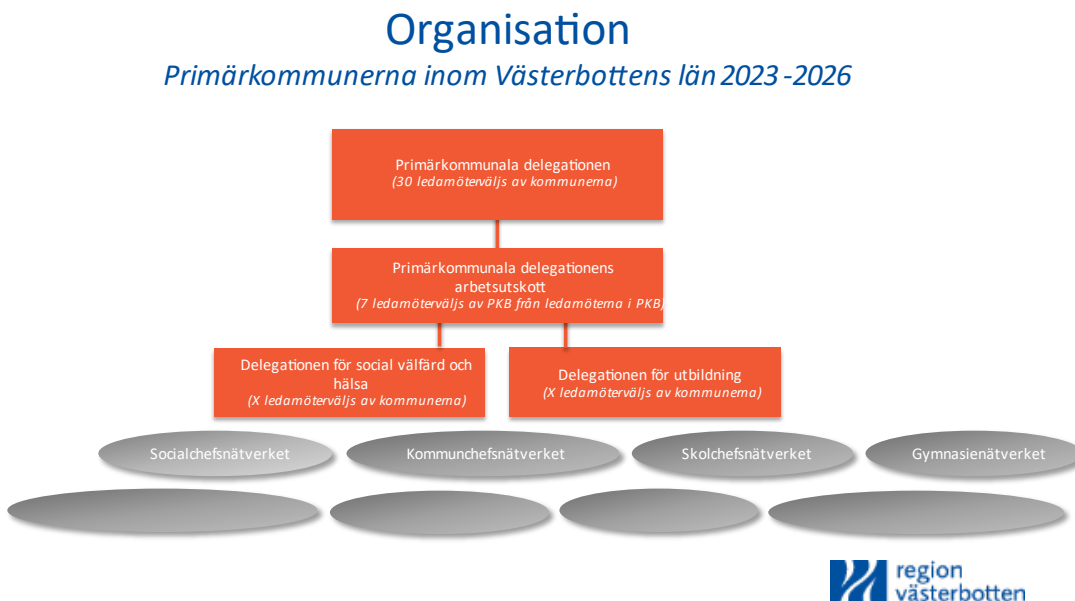 Organisation
Primärkommunerna inom Västerbottens län 2023 -2026
Primärkommunala delegationen
(30 ledamöterväljs av kommunerna)
Primärkommunala delegationens
arbetsutskott
(7 ledamöterväljs av PKB från ledamöterna i PKB)
Delegationen för social välfärd och
hälsa
(X ledamöterväljs av kommunerna)
Delegationen för utbildning
(X ledamöterväljs av kommunerna)
Socialchefsnätverket
Kommunchefsnätverket
Skolchefsnätverket
Gymnasienätverket
region
västerbotten